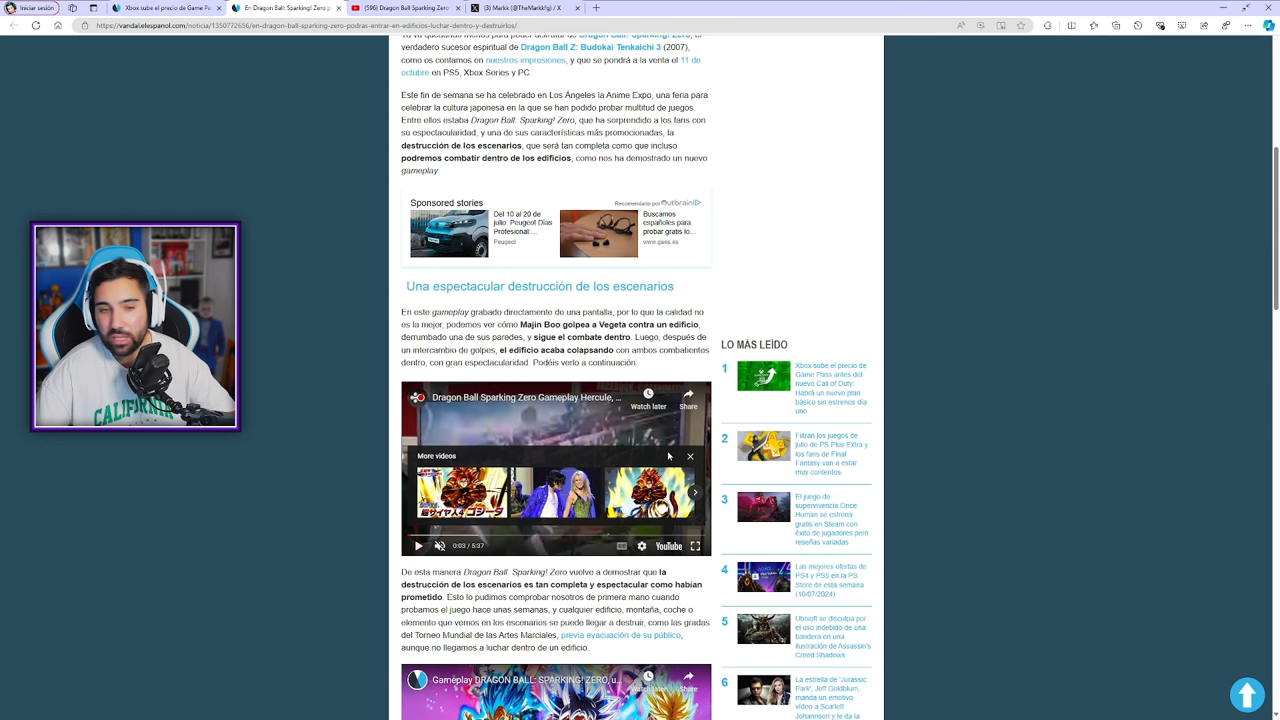 Iniciar sesión
Xbox sube el precio de Game Pa
En Dragon Ball: Sparking! Zero p
(596) Dragon Ball: Sparking! Zero
(3) Markk (@TheMarkkfg) / X
https://vandal.elespanol.com/noticia/1350772656/en-dragon-ball-sparking-zero-podras-entrar-en-edificios-luchar-dentro-y-destruirlos/
verdadero sucesor espiritual de Dragon Ball Z: Budokai Tenkaichi 3 (2007),
como os contamos en nuestros impresiones, y que se pondrá a la venta el 11 de
octubre en PS5, Xbox Series y PC.
Este fin de semana se ha celebrado en Los Ángeles la Anime Expo, una feria para
celebrar la cultura japonesa en la que se han podido probar multitud de juegos.
Entre ellos estaba Dragon Ball: Sparking! Zero, que ha sorprendido a los fans con
su espectacularidad, y una de sus características más promocionadas, la
destrucción de los escenarios, que será tan completa como que incluso
podremos combatir dentro de los edificios, como nos ha demostrado un nuevo
gameplay.
Sponsored stories
Recomendado por Outbrain
Del 10 al 20 de
julio. Peugeot Días
Profesional:...
Peugeot
Buscamos
españoles para
probar gratis lo...
www.gaes.es
Una espectacular destrucción de los escenarios
En este gameplay grabado directamente de una pantalla, por lo que la calidad no
es la mejor, podemos ver cómo Majin Boo golpea a Vegeta contra un edificio,
derrumbado una de sus paredes, y sigue el combate dentro. Luego, después de
un intercambio de golpes, el edificio acaba colapsando con ambos combatientes
dentro, con gran espectacularidad. Podéis verlo a continuación:
Dragon Ball Sparking Zero Gameplay Hercule, ...
Watch later
Share
More videos
0:03 / 5:37
YouTube
De esta manera Dragon Ball: Sparking! Zero vuelve a demostrar que la
destrucción de los escenarios es tan completa y espectacular como habían
prometido. Esto lo pudimos comprobar nosotros de primera mano cuando
probamos el juego hace unas semanas, y cualquier edificio, montaña, coche o
elemento que vemos en los escenarios se puede llegar a destruir, como las gradas
del Torneo Mundial de las Artes Marciales, previa evacuación de su público,
aunque no llegamos a luchar dentro de un edificio.
Gameplay DRAGON BALL: SPARKING! ZERO, u...
Watch later
Share
LO MÁS LEÍDO
1
Xbox sube el precio de
Game Pass antes del
nuevo Call of Duty:
Habrá un nuevo plan
básico sin estrenos día
uno
2
Filtran los juegos de
julio de PS Plus Extra y
los fans de Final
Fantasy van a estar
muy contentos
3
El juego de
supervivencia Once
Human se estrena
gratis en Steam con
éxito de jugadores pero
reseñas variadas
4
Las mejores ofertas de
PS4 y PS5 en la PS
Store de esta semana
(10/07/2024)
5
Ubisoft se disculpa por
el uso indebido de una
bandera en una
ilustración de Assassin's
Creed Shadows
6
La estrella de 'Jurassic
Park', Jeff Goldblum,
manda un emotivo
vídeo a Scarlett
Johansson y le da la